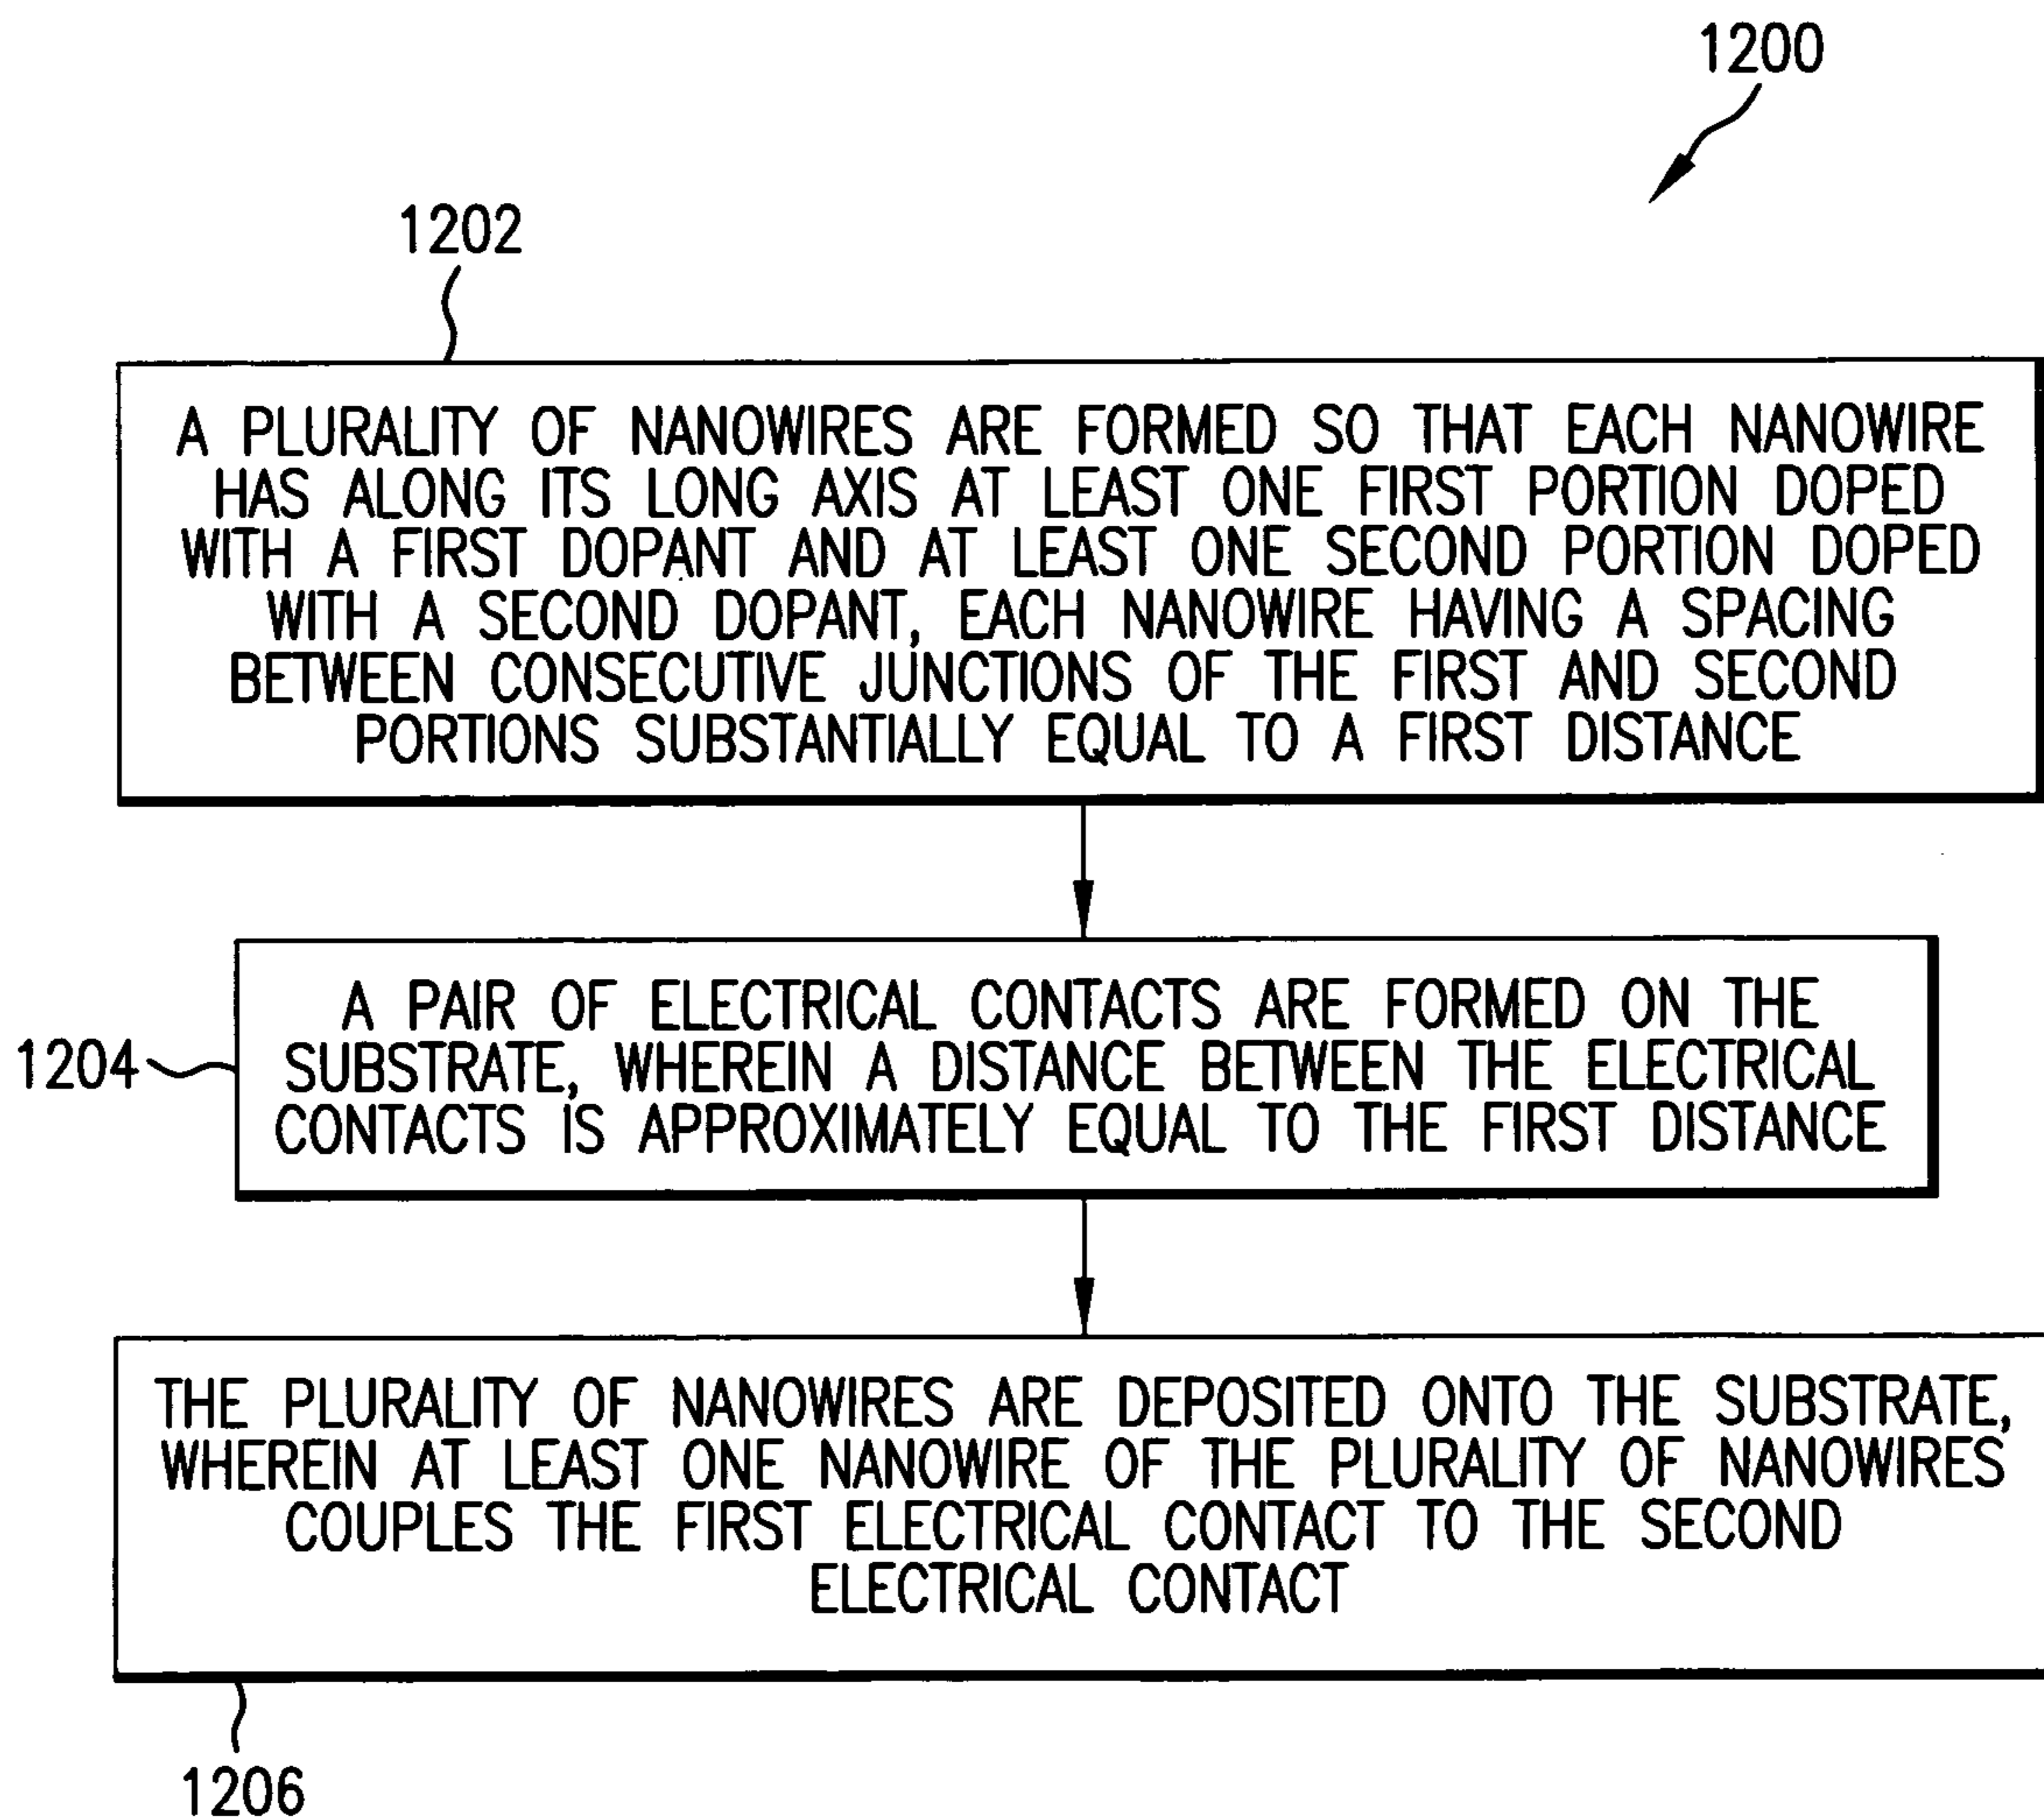 1200
1202
A PLURALITY OF NANOWIRES ARE FORMED SO THAT EACH NANOWIRE
HAS ALONG ITS LONG AXIS AT LEAST ONE FIRST PORTION DOPED
WITH A FIRST DOPANT AND AT LEAST ONE SECOND PORTION DOPED
WITH A SECOND DOPANT, EACH NANOWIRE HAVING A SPACING
BETWEEN CONSECUTIVE JUNCTIONS OF THE FIRST AND SECOND
PORTIONS SUBSTANTIALLY EQUAL TO A FIRST DISTANCE
1204
A PAIR OF ELECTRICAL CONTACTS ARE FORMED ON THE
SUBSTRATE, WHEREIN A DISTANCE BETWEEN THE ELECTRICAL
CONTACTS IS APPROXIMATELY EQUAL TO THE FIRST DISTANCE
THE PLURALITY OF NANOWIRES ARE DEPOSITED ONTO THE SUBSTRATE,
WHEREIN AT LEAST ONE NANOWIRE OF THE PLURALITY OF NANOWIRES
COUPLES THE FIRST ELECTRICAL CONTACT TO THE SECOND
ELECTRICAL CONTACT
1206